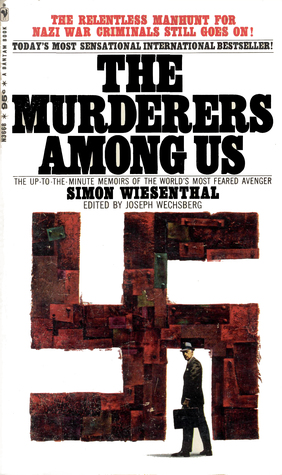 THE RELENTLESS MANHUNT FOR
NAZI WAR CRIMINALS STILL GOES ON!
TODAY'S MOST SENSATIONAL INTERNATIONAL BESTSELLER!
THE
MURDERERS
AMONG US
THE UP-TO-THE-MINUTE MEMOIRS OF THE WORLD'S MOST FEARED AVENGER
SIMON WIESENTHAL
EDITED BY JOSEPH WECHSBERG
95¢ ★ A BANTAM BOOK